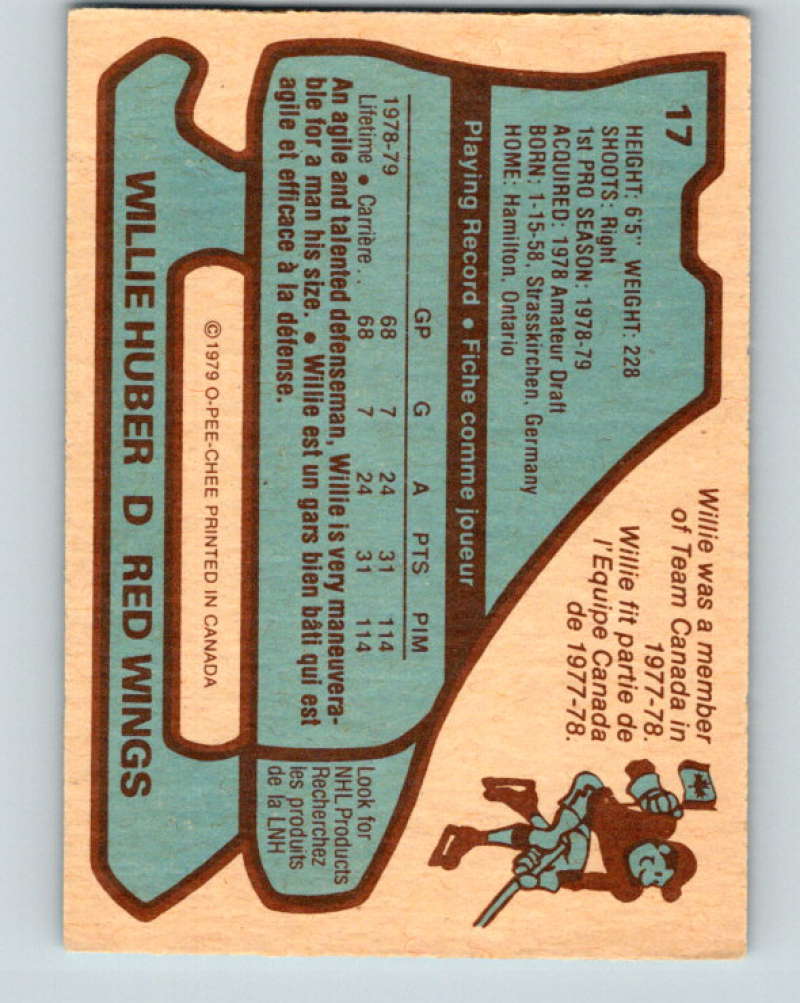 17
HEIGHT: 6'5" WEIGHT: 228
SHOOTS: Right
1st PRO SEASON: 1978-79
ACQUIRED: 1978 Amateur Draft
BORN: 1-15-58, Strasskirchen, Germany
HOME: Hamilton, Ontario
Willie was a member
of Team Canada in
1977-78.
Willie fit partie de
l'Equipe Canada
de 1977-78.
Playing Record • Fiche comme joueur
GP G A PTS PIM
1978-79 68 7 24 31 114
Lifetime • Carrière.. 68 7 24 31 114
An agile and talented defenseman, Willie is very maneuvera-
ble for a man his size. • Willie est un gars bien bâti qui est
agile et efficace à la défense.
Look for
NHL Products
Recherchez
les produits
de la LNH
©1979 O-PEE-CHEE PRINTED IN CANADA
WILLIE HUBER D RED WINGS